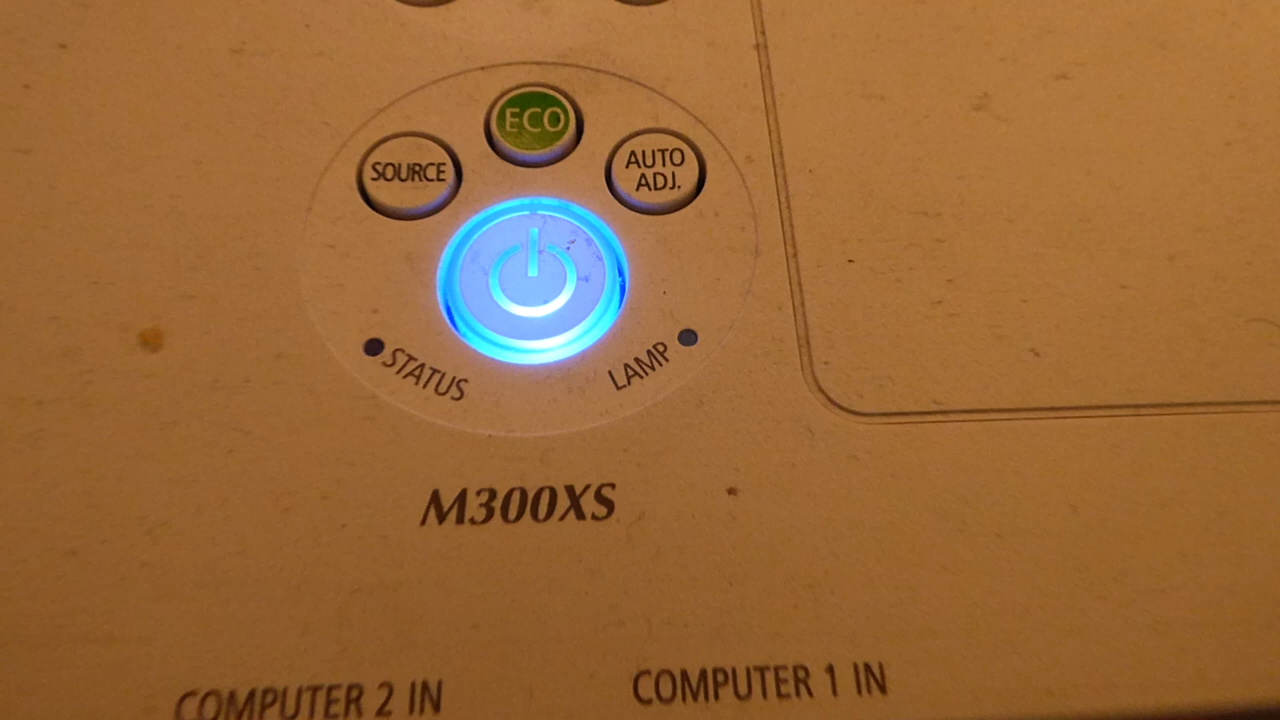 ECO
SOURCE
AUTO
ADJ.
STATUS
LAMP
M300XS
COMPUTER 2 IN
COMPUTER 1 IN